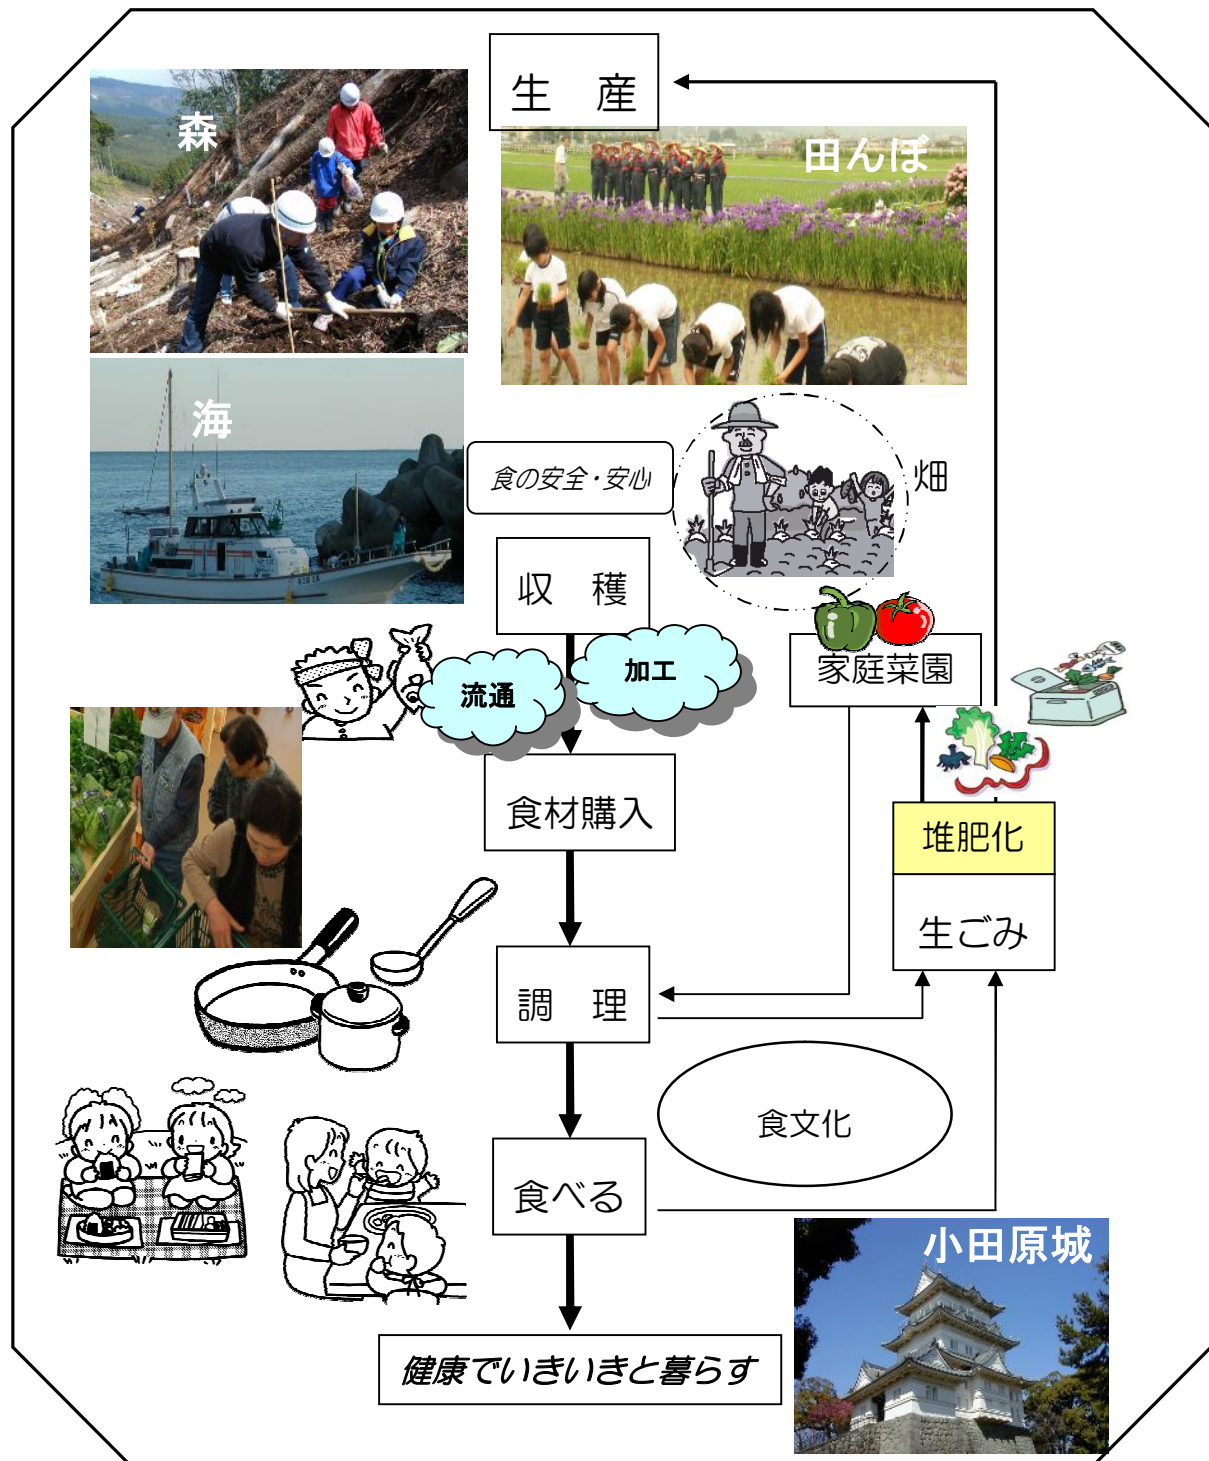 生　産
森
田んぼ
海
食の安全・安心
畑
収　穫
加工
流通
家庭菜園
食材購入
堆肥化
生ごみ
調　理
食文化
食べる
小田原城
健康でいきいきと暮らす